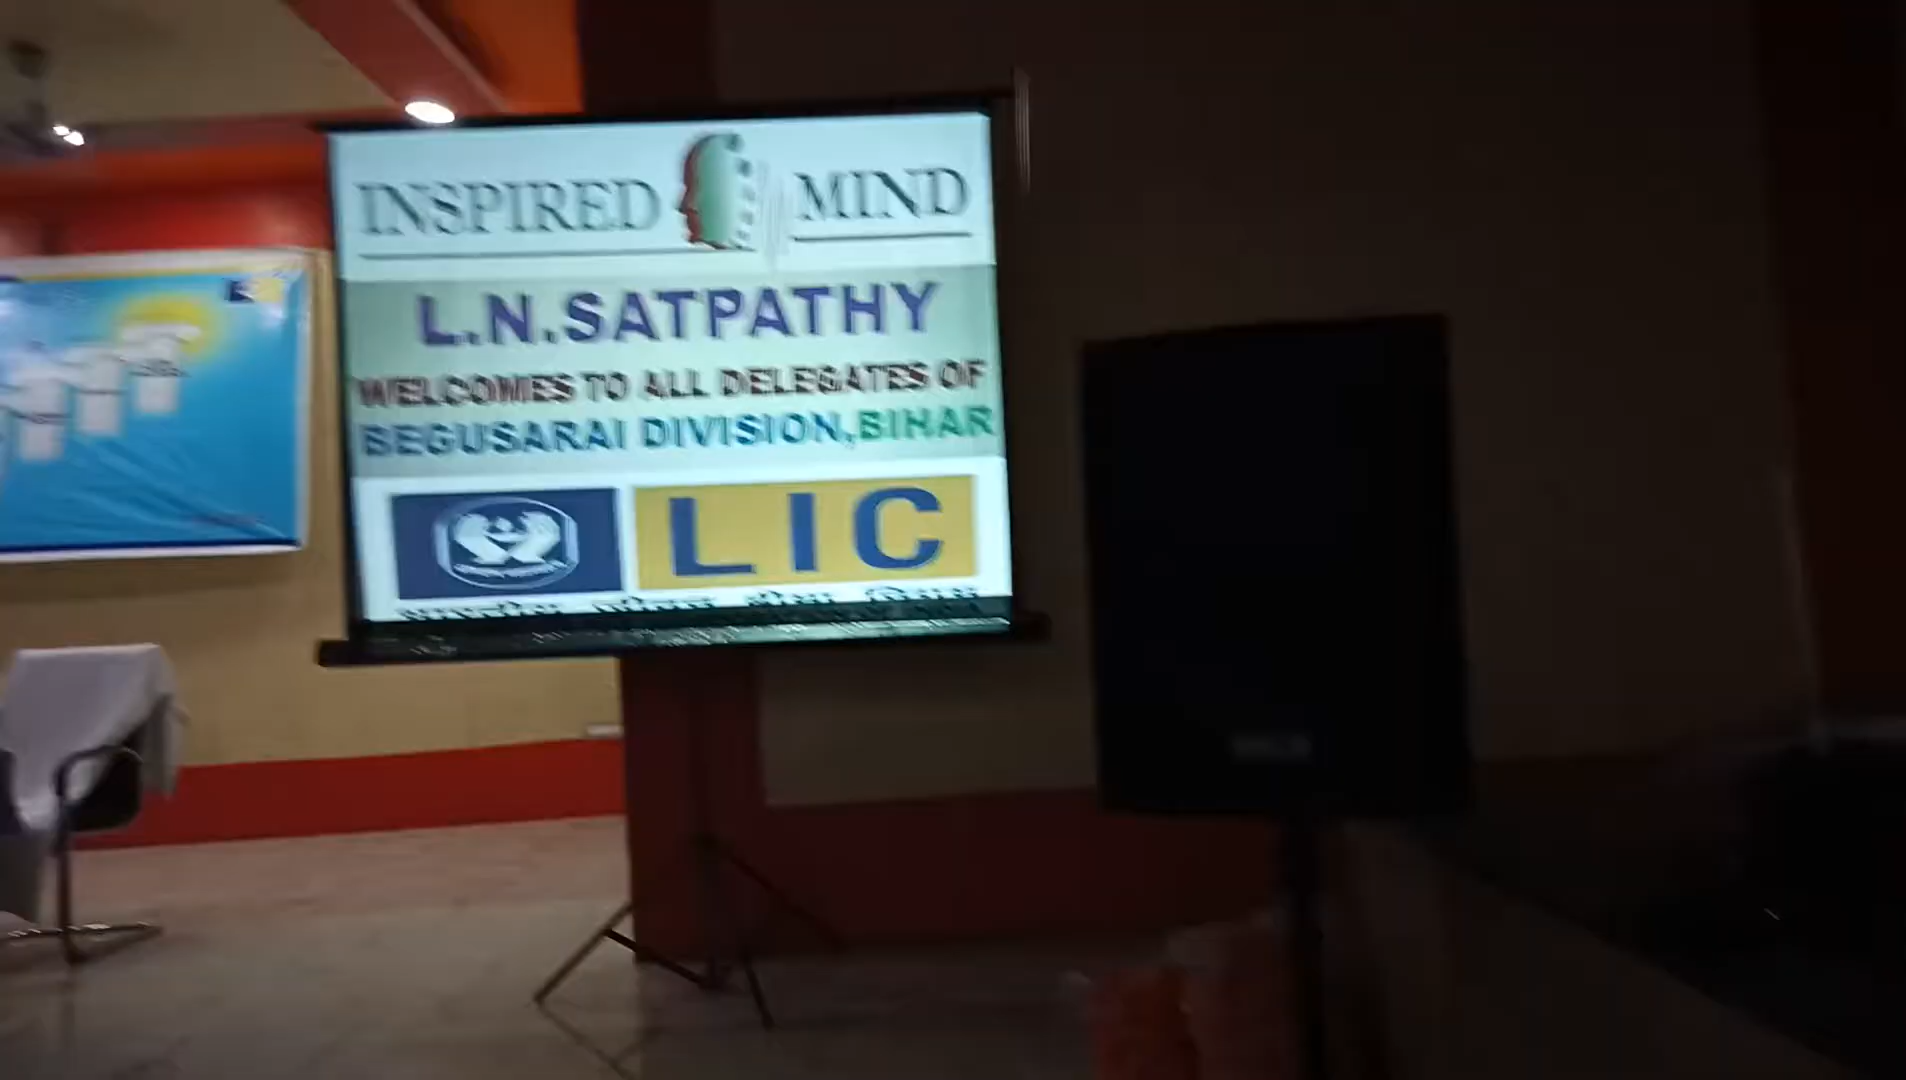 INSPIRED MIND
L.N.SATPATHY
WELCOMES TO ALL DELEGATES OF
BEGUSARAI DIVISION,BIHAR
LIC